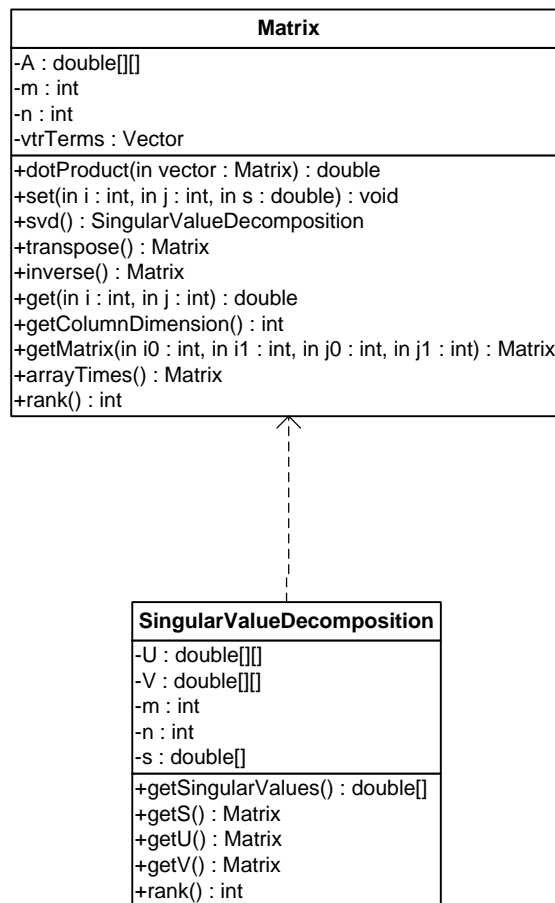 Matrix
-A : double[][]
-m : int
-n : int
-vtrTerms : Vector
+dotProduct(in vector : Matrix) : double
+set(in i : int, in j : int, in s : double) : void
+svd() : SingularValueDecomposition
+transpose() : Matrix
+inverse() : Matrix
+get(in i : int, in j : int) : double
+getColumnDimension() : int
+getMatrix(in i0 : int, in i1 : int, in j0 : int, in j1 : int) : Matrix
+arrayTimes() : Matrix
+rank() : int
SingularValueDecomposition
-U : double[][]
-V : double[][]
-m : int
-n : int
-s : double[]
+getSingularValues() : double[]
+getS() : Matrix
+getU() : Matrix
+getV() : Matrix
+rank() : int